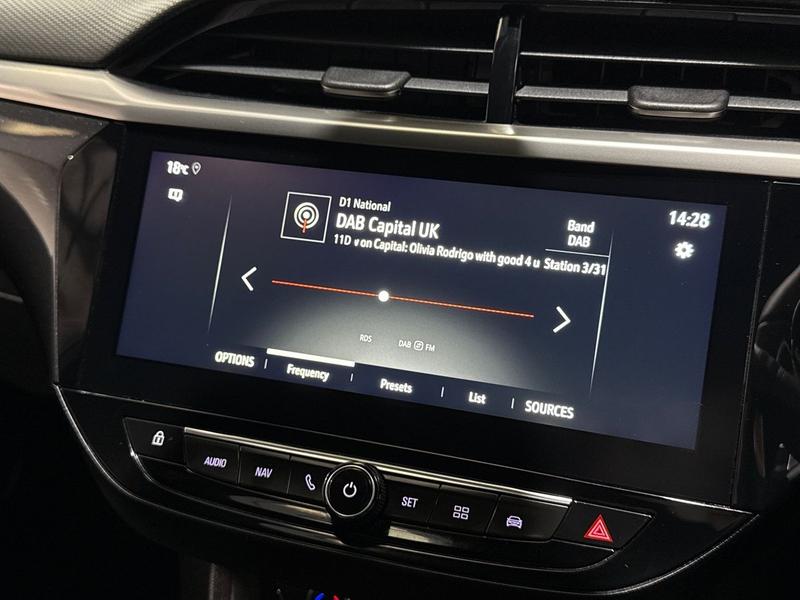 18°C
14:28
D1 National
DAB Capital UK
Band
DAB
11D
on Capital: Olivia Rodrigo with good 4 u
Station 3/31
RDS
DAB
FM
OPTIONS
Frequency
Presets
List
SOURCES
AUDIO
NAV
SET